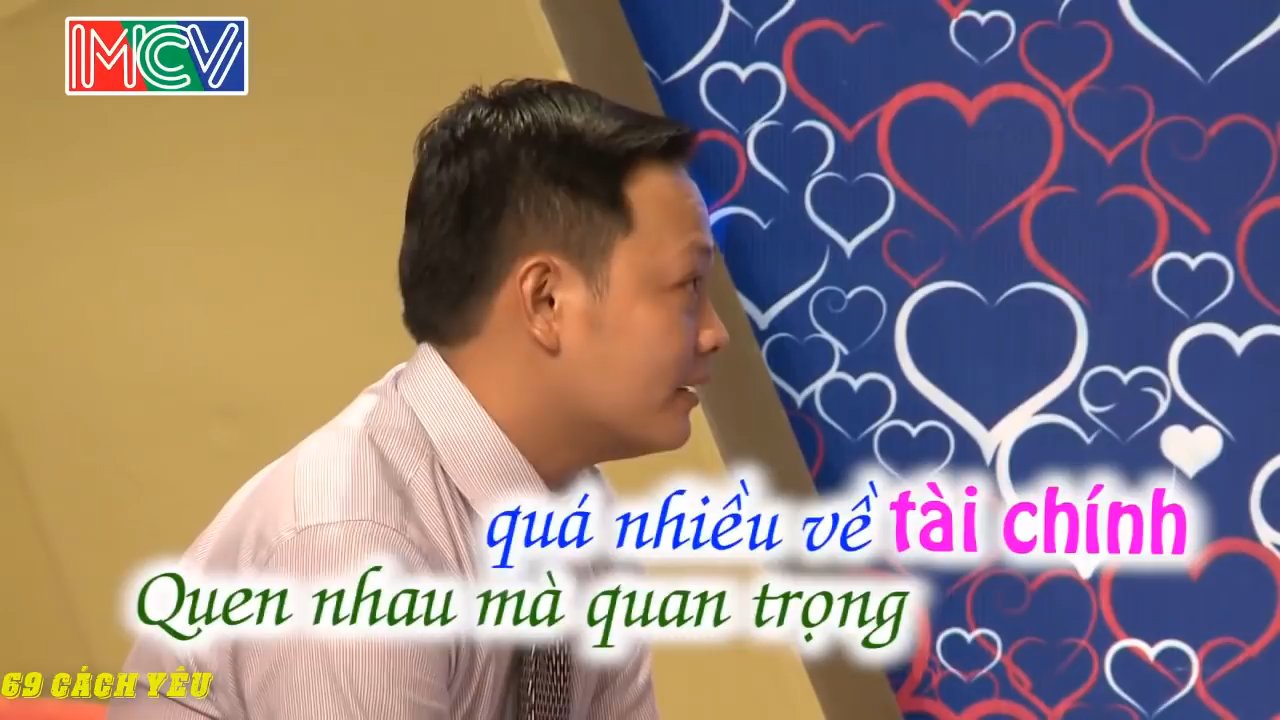 MCV
quá nhiều về tài chính
Quen nhau mà quan trọng
69 CÁCH YÊU